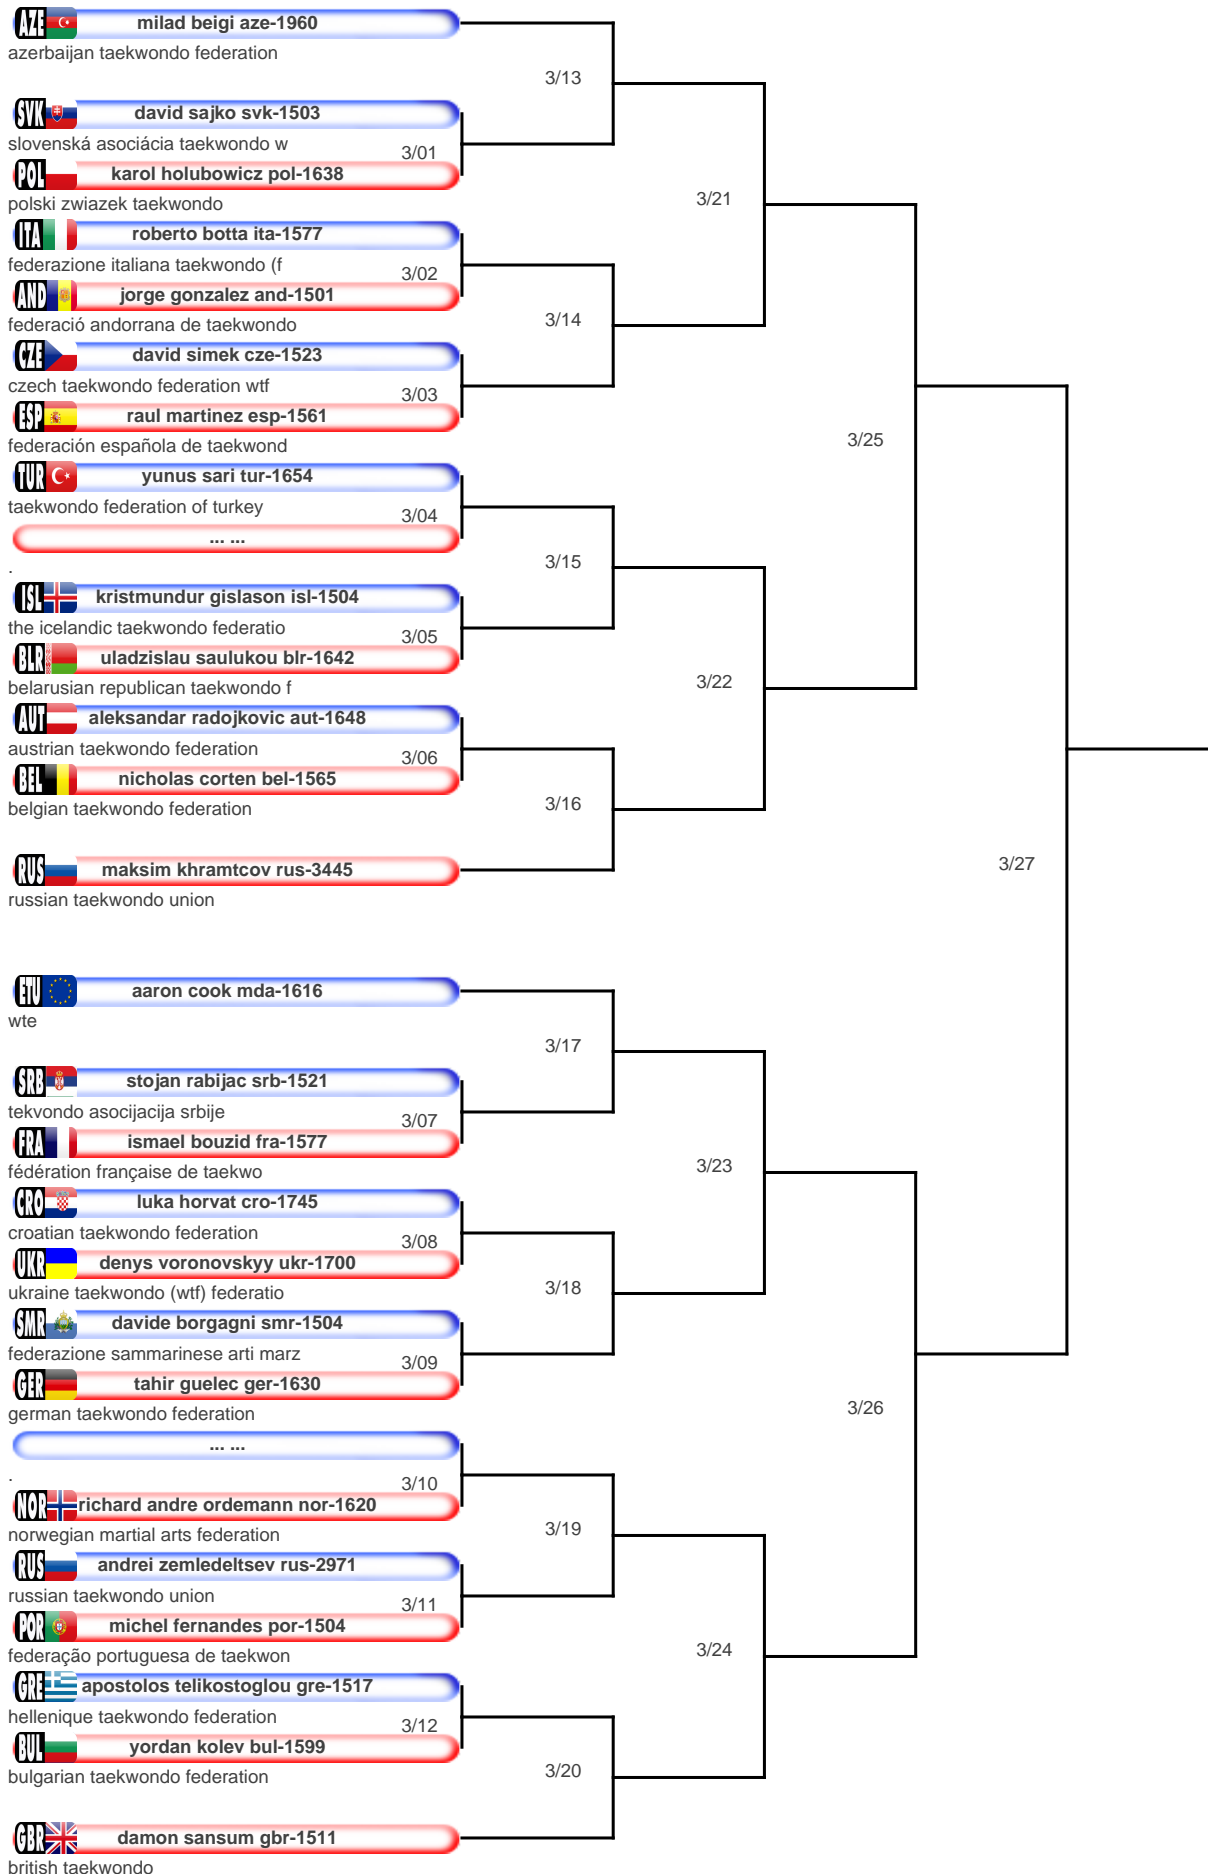 AZE milad beigi aze-1960
azerbaijan taekwondo federation
3/13
SVK david sajko svk-1503
slovenská asociácia taekwondo w
3/01
POL karol holubowicz pol-1638
polski zwiazek taekwondo
3/21
ITA roberto botta ita-1577
federazione italiana taekwondo (f
3/02
AND jorge gonzalez and-1501
federació andorrana de taekwondo
3/14
CZE david simek cze-1523
czech taekwondo federation wtf
3/03
ESP raul martinez esp-1561
federación española de taekwond
3/25
TUR yunus sari tur-1654
taekwondo federation of turkey
3/04
... ...
.
3/15
ISL kristmundur gislason isl-1504
the icelandic taekwondo federatio
3/05
BLR uladzislau saulukou blr-1642
belarusian republican taekwondo f
3/22
AUT aleksandar radojkovic aut-1648
austrian taekwondo federation
3/06
BEL nicholas corten bel-1565
belgian taekwondo federation
3/16
RUS maksim khramtcov rus-3445
russian taekwondo union
3/27
ETU aaron cook mda-1616
wte
3/17
SRB stojan rabijac srb-1521
tekvondo asocijacija srbije
3/07
FRA ismael bouzid fra-1577
fédération française de taekwo
3/23
CRO luka horvat cro-1745
croatian taekwondo federation
3/08
UKR denys voronovskyy ukr-1700
ukraine taekwondo (wtf) federatio
3/18
SMR davide borgagni smr-1504
federazione sammarinese arti marz
3/09
GER tahir guelec ger-1630
german taekwondo federation
3/26
... ...
.
3/10
NOR richard andre ordemann nor-1620
norwegian martial arts federation
3/19
RUS andrei zemledeltsev rus-2971
russian taekwondo union
3/11
POR michel fernandes por-1504
federação portuguesa de taekwon
3/24
GRE apostolos telikostoglou gre-1517
hellenique taekwondo federation
3/12
BUL yordan kolev bul-1599
bulgarian taekwondo federation
3/20
GBR damon sansum gbr-1511
british taekwondo